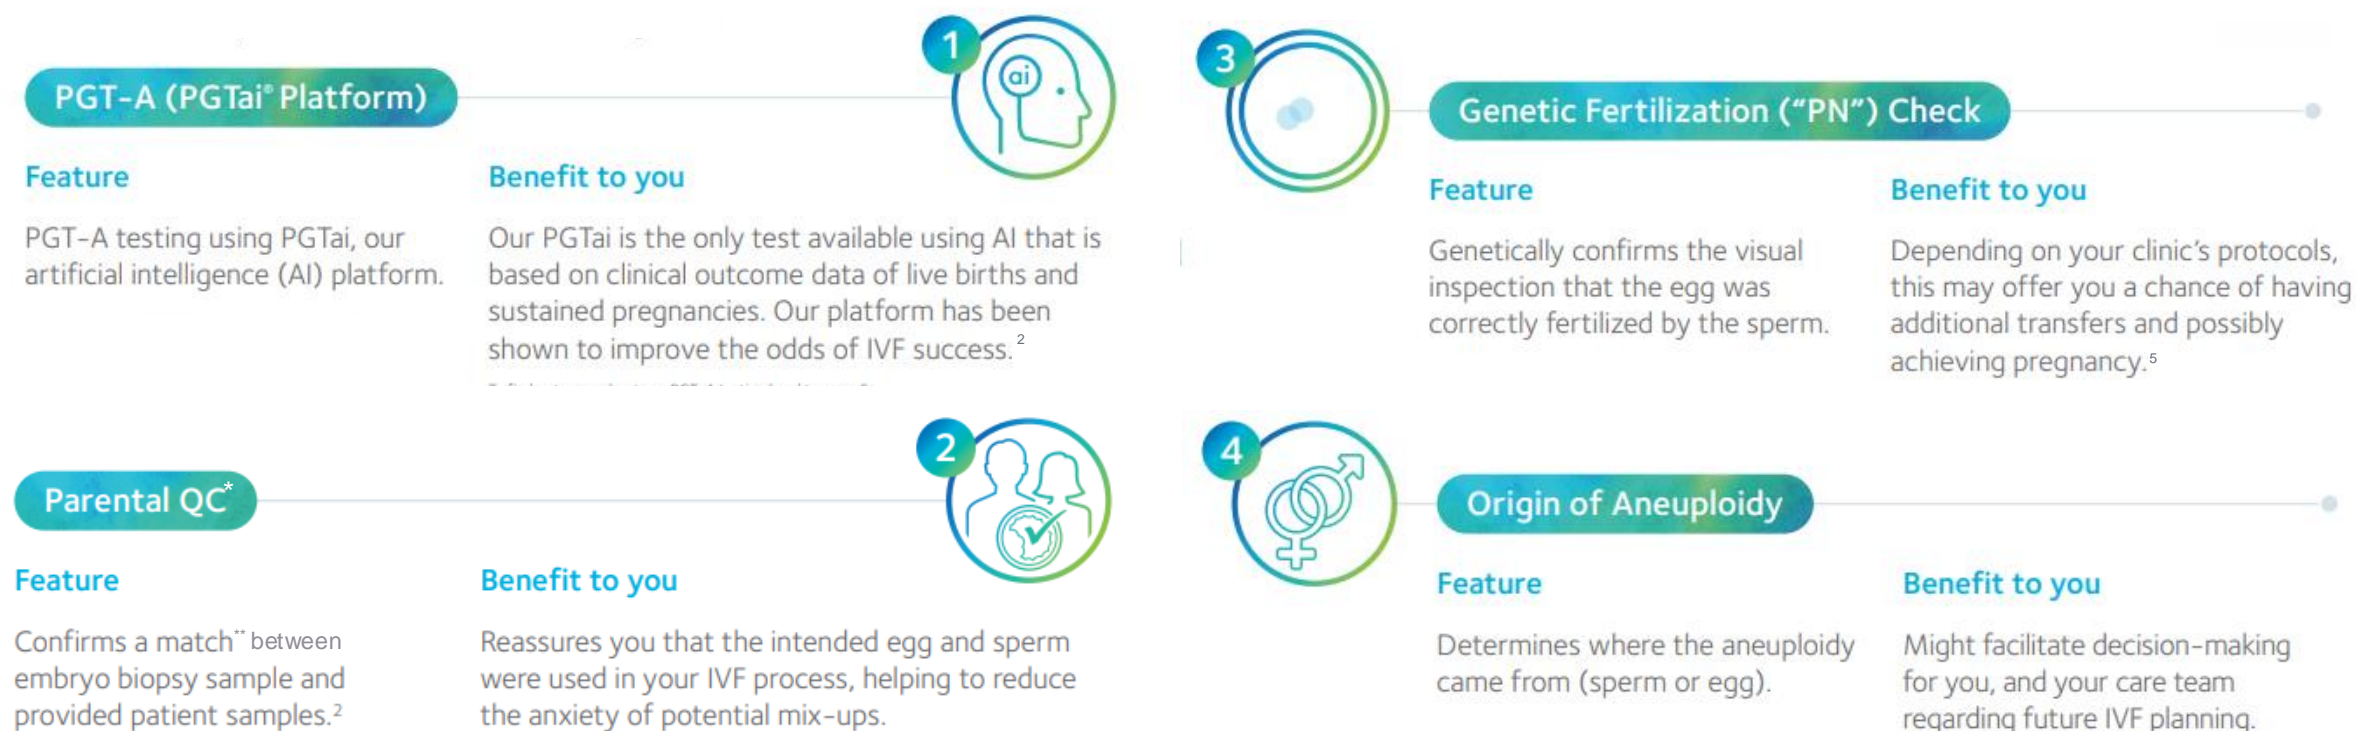 1
PGT-A (PGTai® Platform)
ai
Feature
PGT-A testing using PGTai, our
artificial intelligence (AI) platform.
Benefit to you
Our PGTai is the only test available using AI that is
based on clinical outcome data of live births and
sustained pregnancies. Our platform has been
shown to improve the odds of IVF success.2
2
Parental QC*
Feature
Confirms a match** between
embryo biopsy sample and
provided patient samples.2
Benefit to you
Reassures you that the intended egg and sperm
were used in your IVF process, helping to reduce
the anxiety of potential mix-ups.
3
Genetic Fertilization (“PN”) Check
Feature
Genetically confirms the visual
inspection that the egg was
correctly fertilized by the sperm.
Benefit to you
Depending on your clinic’s protocols,
this may offer you a chance of having
additional transfers and possibly
achieving pregnancy.5
4
Origin of Aneuploidy
Feature
Determines where the aneuploidy
came from (sperm or egg).
Benefit to you
Might facilitate decision-making
for you, and your care team
regarding future IVF planning.